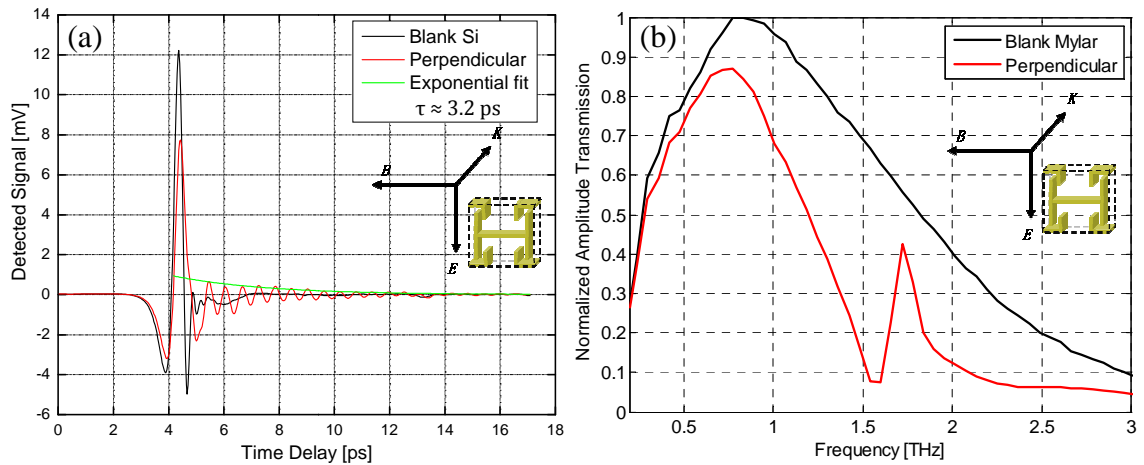 (a)
Blank Si
Perpendicular
Exponential fit
τ ≈ 3.2 ps
K
B
E
Detected Signal [mV]
14
12
10
8
6
4
2
0
-2
-4
-6
0 2 4 6 8 10 12 14 16 18
Time Delay [ps]
(b)
Blank Mylar
Perpendicular
K
B
E
Normalized Amplitude Transmission
1
0.9
0.8
0.7
0.6
0.5
0.4
0.3
0.2
0.1
0
0.5 1 1.5 2 2.5 3
Frequency [THz]